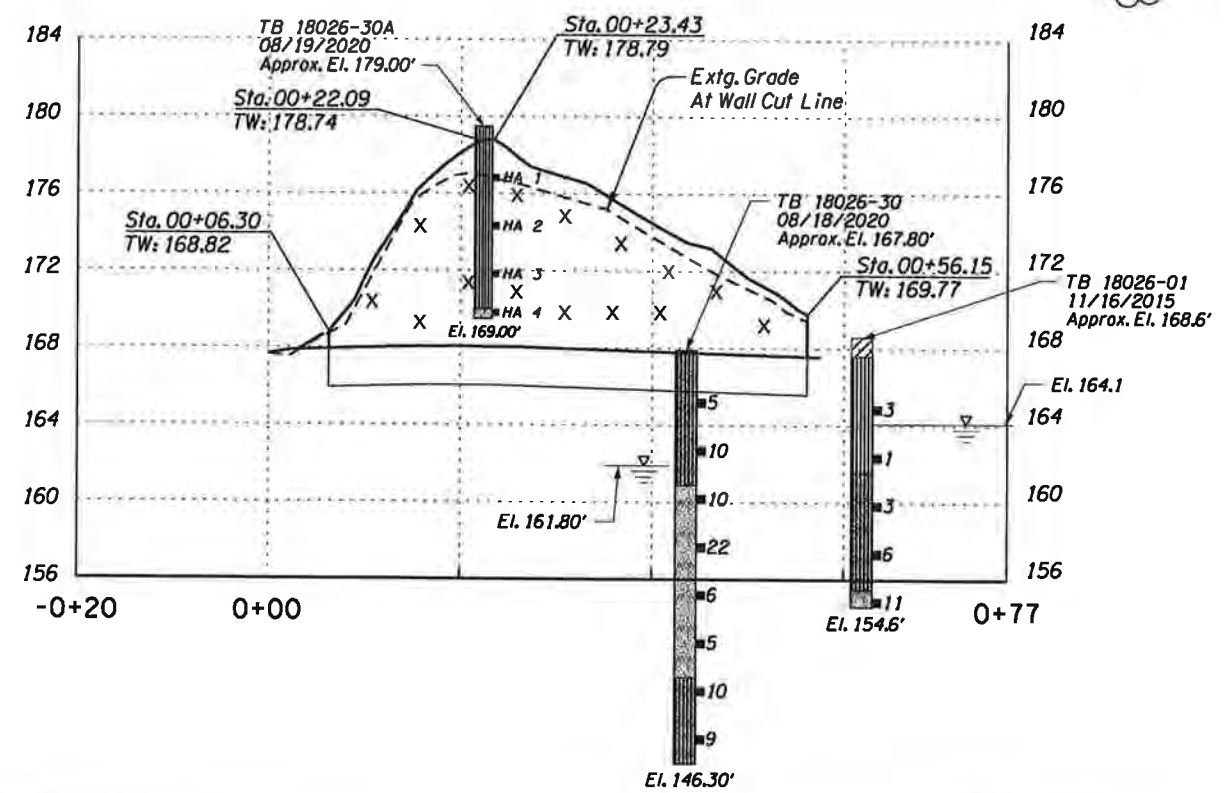 184
180
176
172
168
164
160
156
TB 18026-30A
08/19/2020
Approx. El. 179.00'
Sta. 00+23.43
TW: 178.79
Sta. 00+22.09
TW: 178.74
Extg. Grade
At Wall Cut Line
184
180
176
172
168
164
160
156
HA 1
HA 2
HA 3
HA 4
El. 169.00'
X
X
X
X
X
X
X
X
X
X
X
X
X
X
Sta. 00+06.30
TW: 168.82
TB 18026-30
08/18/2020
Approx. El. 167.80'
Sta. 00+56.15
TW: 169.77
TB 18026-01
11/16/2015
Approx. El. 168.6'
El. 164.1
El. 161.80'
5
10
10
22
6
5
10
9
El. 146.30'
3
1
3
6
11
El. 154.6'
-0+20
0+00
0+77